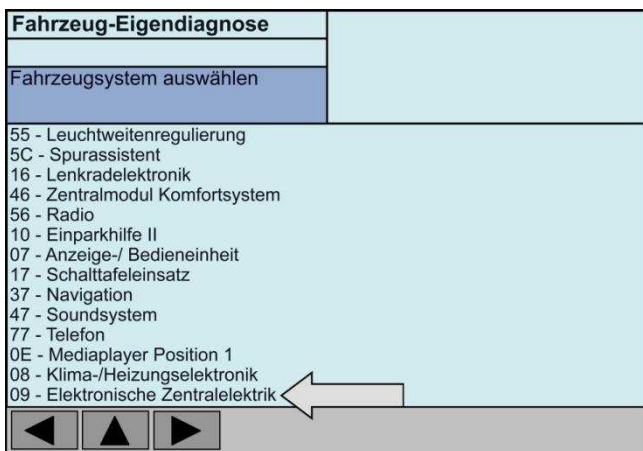 Fahrzeug-Eigendiagnose
Fahrzeugsystem auswählen
55 - Leuchtweitenregulierung
5C - Spurassistent
16 - Lenkradelektronik
46 - Zentralmodul Komfortsystem
56 - Radio
10 - Einparkhilfe II
07 - Anzeige-/ Bedieneinheit
17 - Schalttafeleinsatz
37 - Navigation
47 - Soundsystem
77 - Telefon
0E - Mediaplayer Position 1
08 - Klima-/Heizungselektronik
09 - Elektronische Zentralelektrik